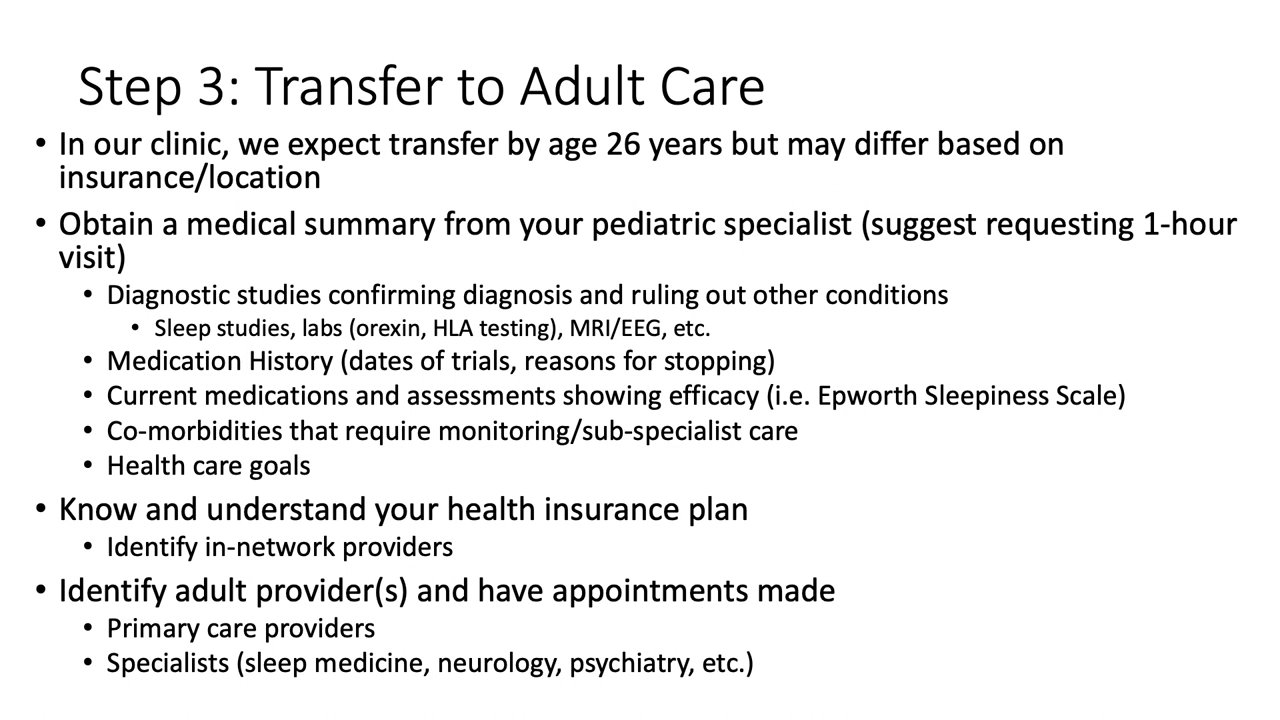 Step 3: Transfer to Adult Care
• In our clinic, we expect transfer by age 26 years but may differ based on
insurance/location
• Obtain a medical summary from your pediatric specialist (suggest requesting 1-hour
visit)
• Diagnostic studies confirming diagnosis and ruling out other conditions
• Sleep studies, labs (orexin, HLA testing), MRI/EEG, etc.
• Medication History (dates of trials, reasons for stopping)
• Current medications and assessments showing efficacy (i.e. Epworth Sleepiness Scale)
• Co-morbidities that require monitoring/sub-specialist care
• Health care goals
• Know and understand your health insurance plan
• Identify in-network providers
• Identify adult provider(s) and have appointments made
• Primary care providers
• Specialists (sleep medicine, neurology, psychiatry, etc.)